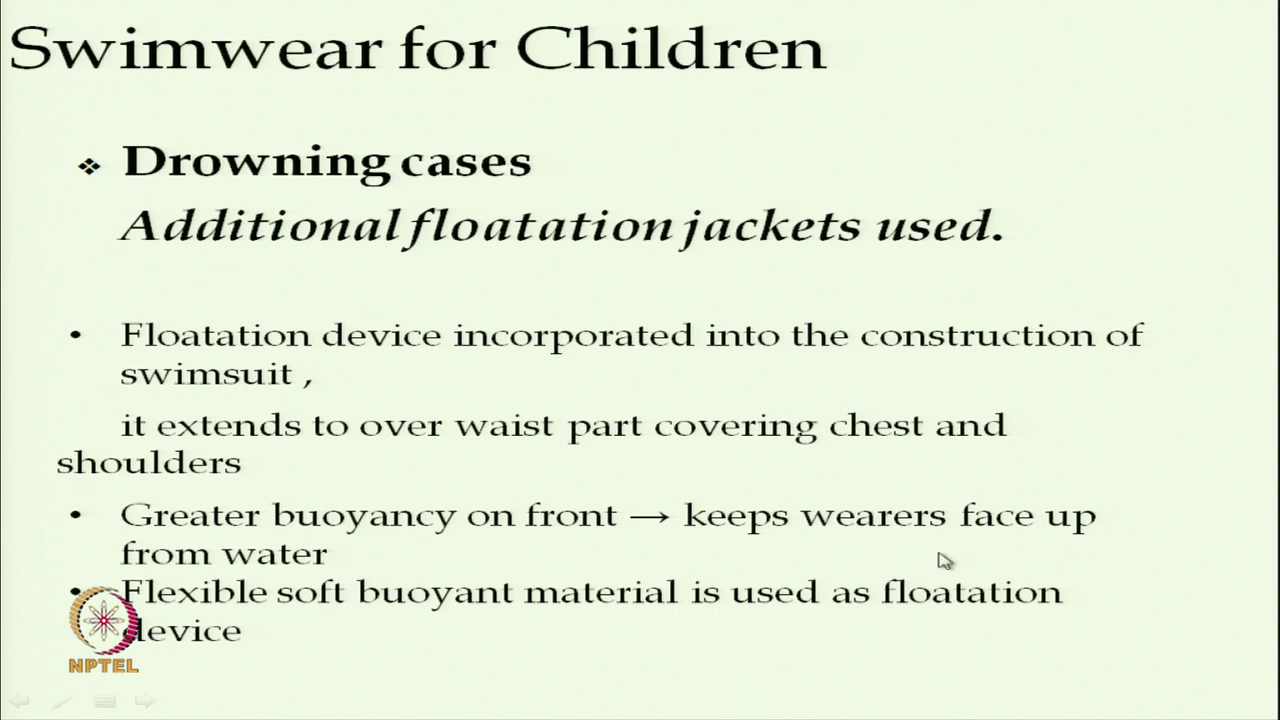 Swimwear for Children
❖ Drowning cases
Additional floatation jackets used.
• Floatation device incorporated into the construction of
swimsuit ,
it extends to over waist part covering chest and
shoulders
• Greater buoyancy on front → keeps wearers face up
from water
• Flexible soft buoyant material is used as floatation
device
NPTEL